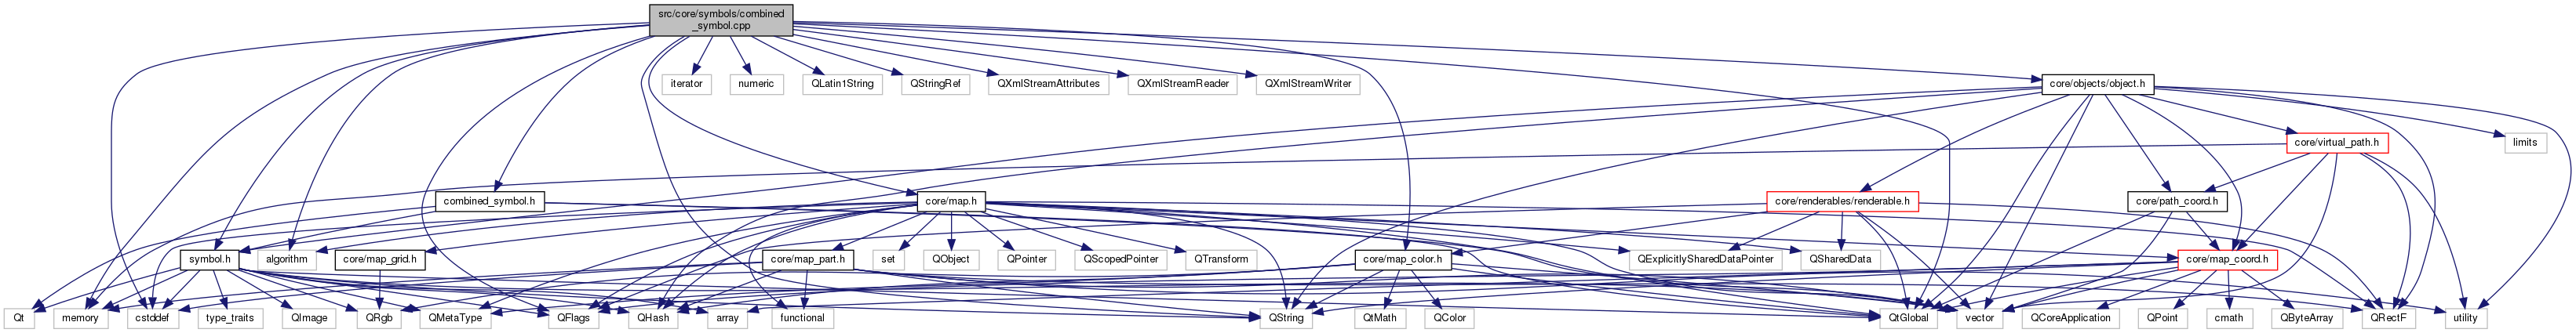 src/core/symbols/combined
_symbol.cpp
iterator
numeric
QLatin1String
QStringRef
QXmlStreamAttributes
QXmlStreamReader
QXmlStreamWriter
core/objects/object.h
limits
core/virtual_path.h
combined_symbol.h
core/map.h
core/renderables/renderable.h
core/path_coord.h
symbol.h
algorithm
core/map_grid.h
core/map_part.h
set
QObject
QPointer
QScopedPointer
QTransform
core/map_color.h
QExplicitlySharedDataPointer
QSharedData
core/map_coord.h
Qt
memory
cstddef
type_traits
QImage
QRgb
QMetaType
QFlags
QHash
array
functional
QString
QtMath
QColor
QtGlobal
vector
QCoreApplication
QPoint
cmath
QByteArray
QRectF
utility